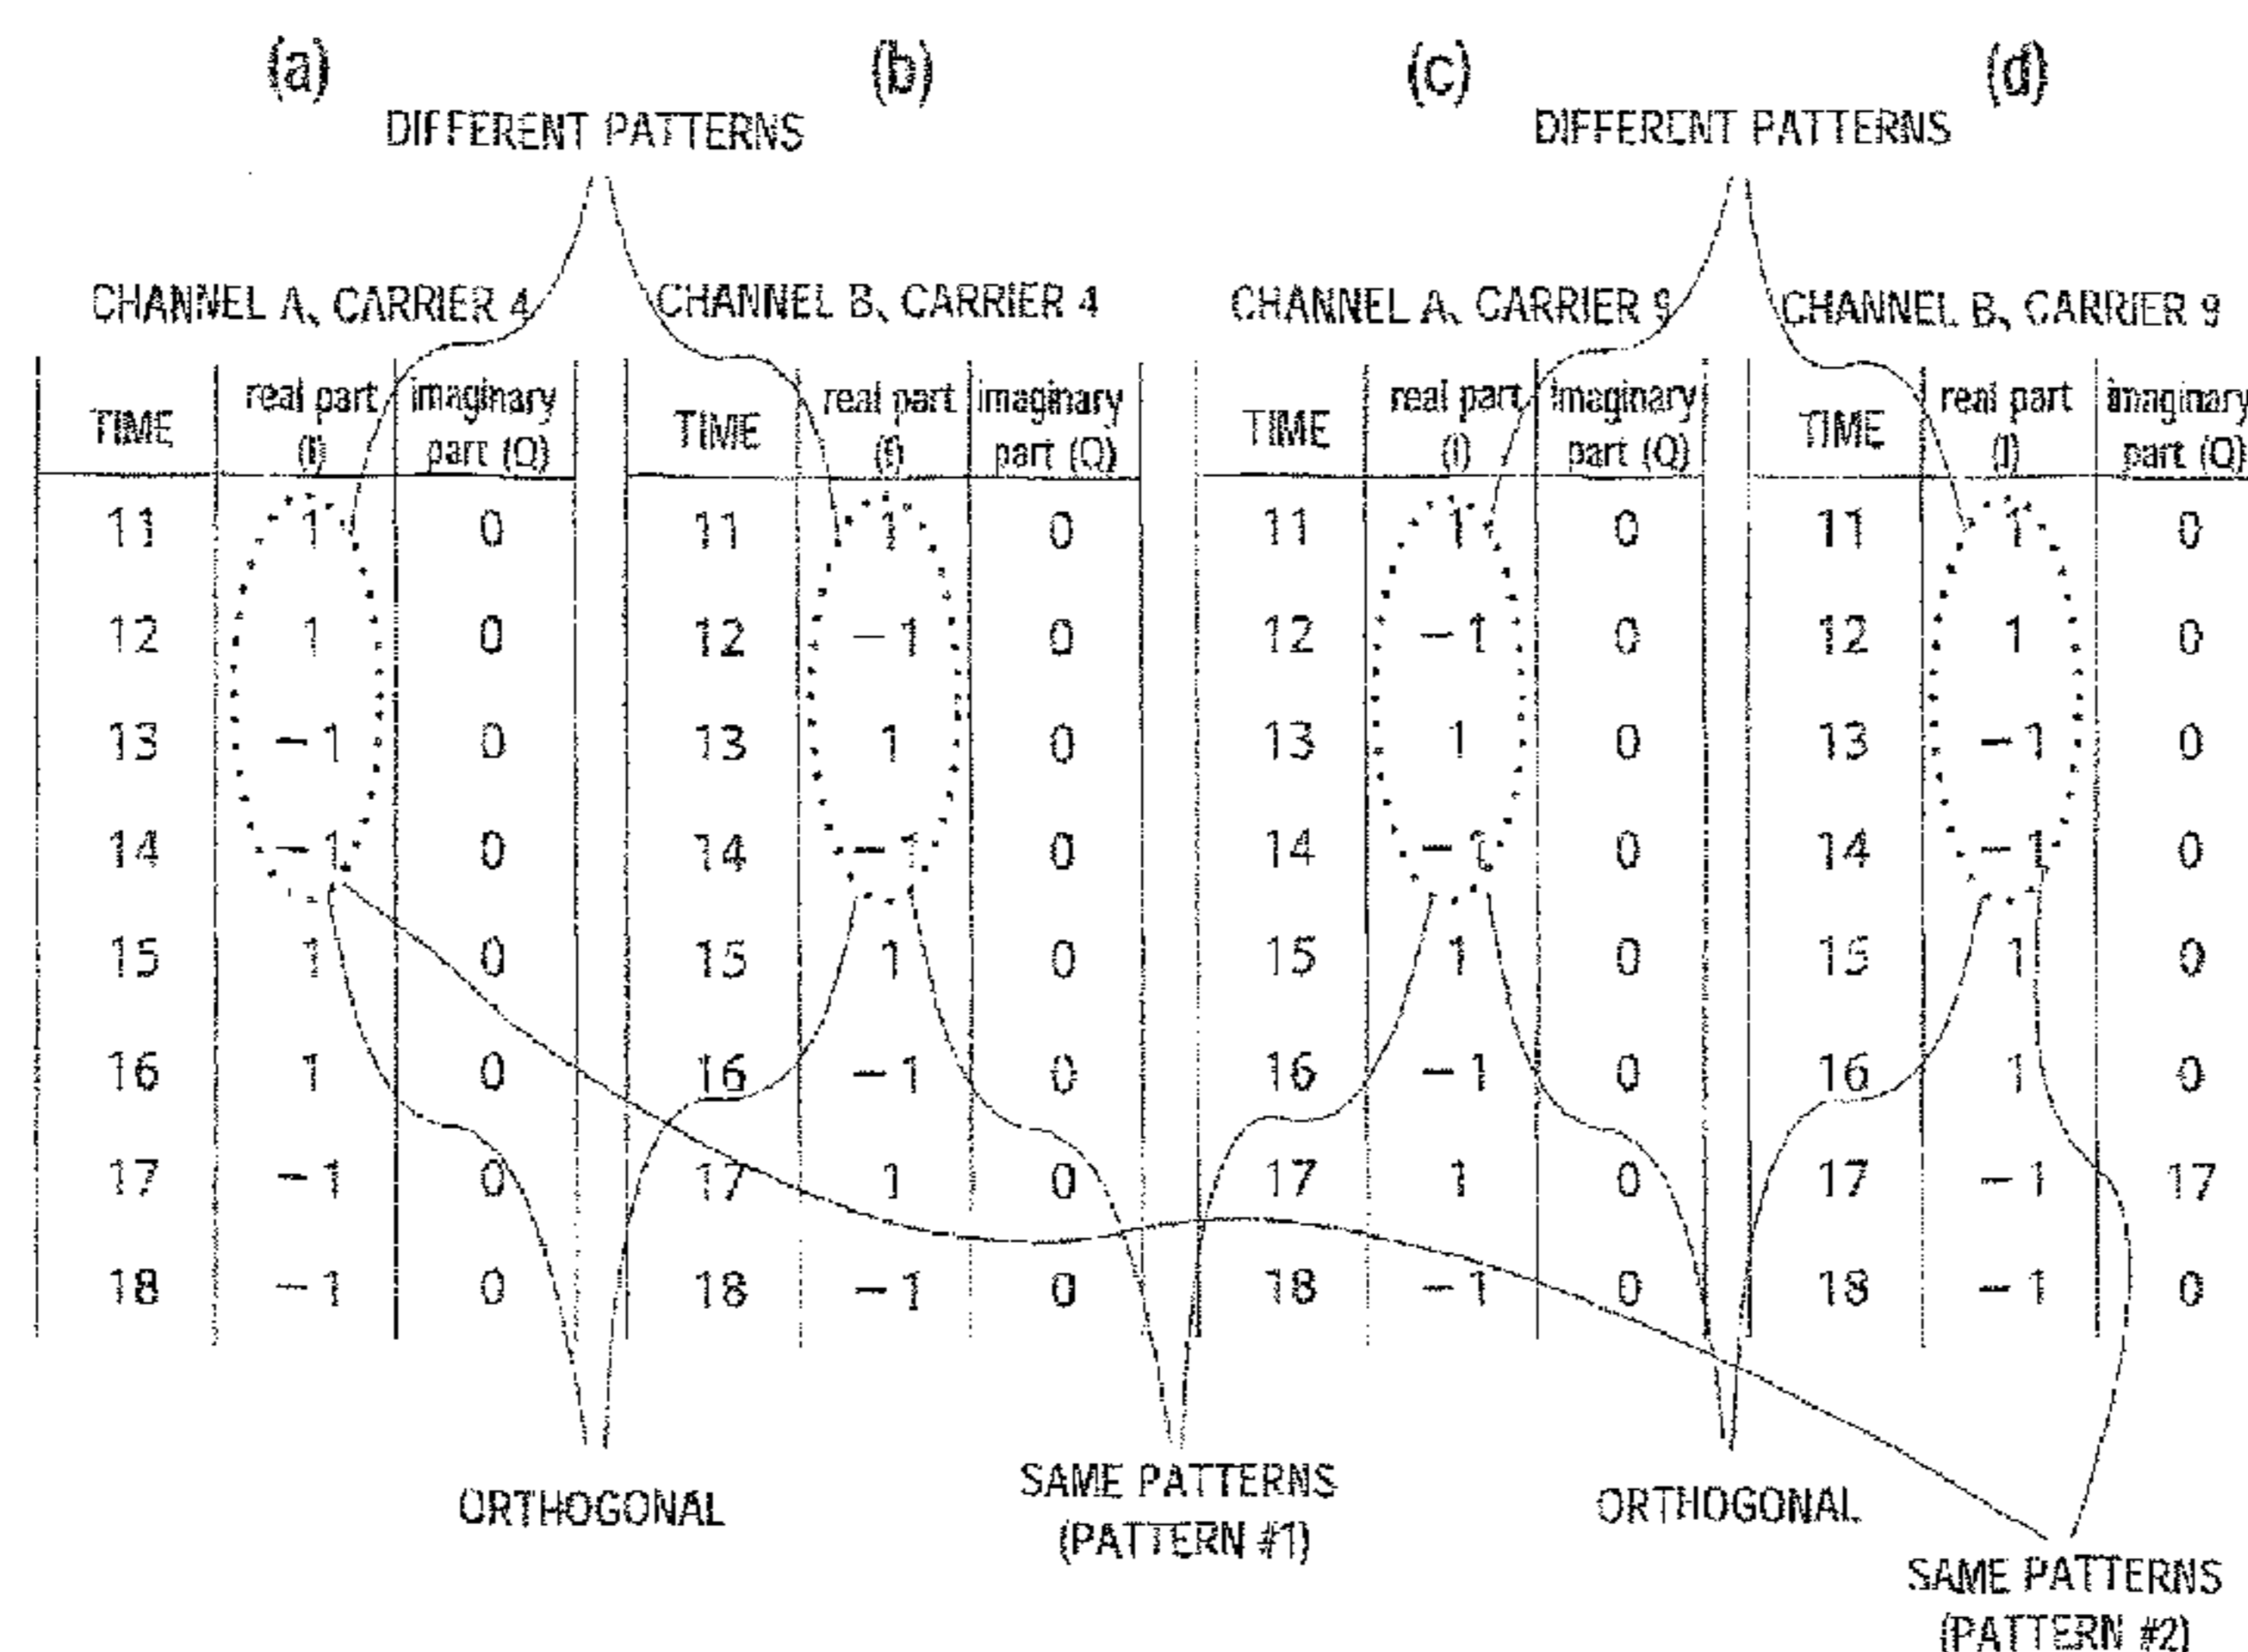 (a) (b) (c) (d)
DIFFERENT PATTERNS DIFFERENT PATTERNS
CHANNEL A, CARRIER 4 CHANNEL B, CARRIER 4 CHANNEL A, CARRIER 9 CHANNEL B, CARRIER 9
TIME real part (I) imaginary part (Q) TIME real part (I) imaginary part (Q) TIME real part (I) imaginary part (Q) TIME real part (I) imaginary part (Q)
11 1 0 11 1 0 11 1 0 11 1 0
12 1 0 12 −1 0 12 −1 0 12 1 0
13 −1 0 13 1 0 13 1 0 13 −1 0
14 −1 0 14 −1 0 14 −1 0 14 −1 0
15 1 0 15 1 0 15 1 0 15 1 0
16 1 0 16 −1 0 16 −1 0 16 1 0
17 −1 0 17 1 0 17 1 0 17 −1 17
18 −1 0 18 −1 0 18 −1 0 18 −1 0
ORTHOGONAL SAME PATTERNS ORTHOGONAL
(PATTERN #1)
SAME PATTERNS
(PATTERN #2)